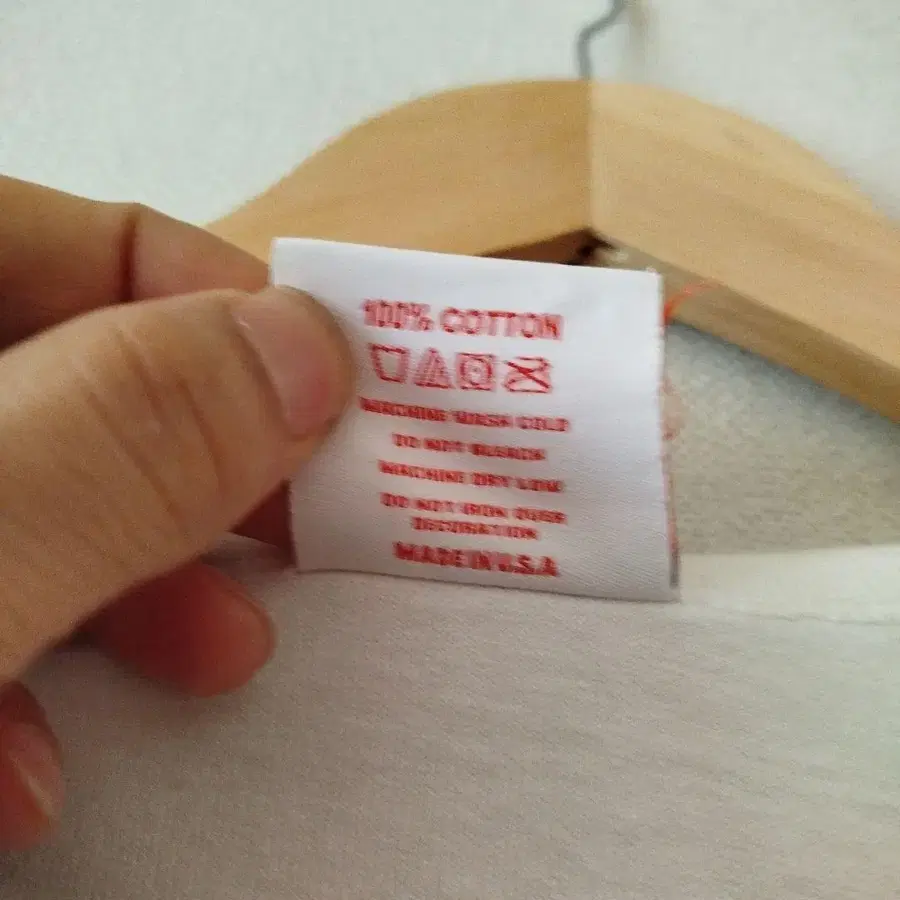 100% COTTON
MACHINE WASH COLD
DO NOT BLEACH
MACHINE DRY LOW
DO NOT IRON OVER
DECORATION
MADE IN U.S.A